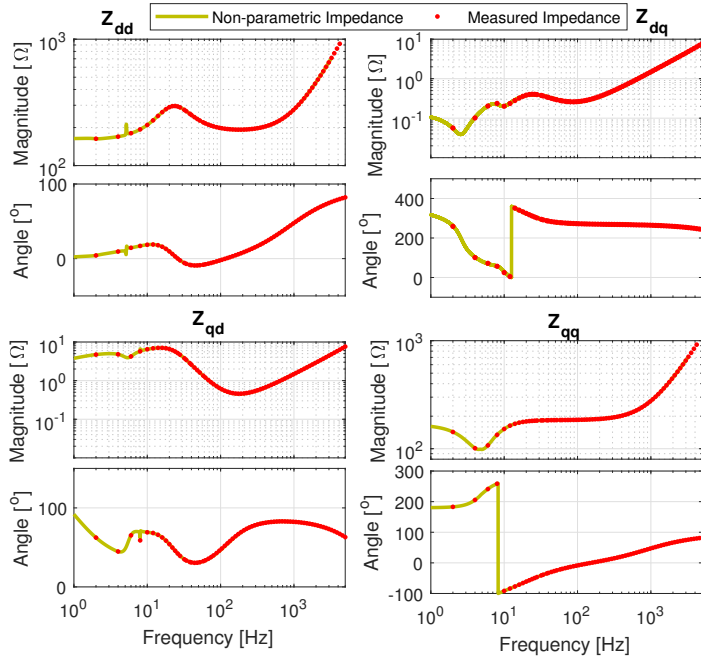 Non-parametric Impedance Measured Impedance
Z_dd
Z_dq
Magnitude [ Ω]
10^3
10^2
Magnitude [ Ω]
10^1
10^0
10^-1
Angle [°]
100
0
Angle [°]
400
200
0
Z_qd
Z_qq
Magnitude [ Ω]
10^1
10^0
10^-1
Magnitude [ Ω]
10^3
10^2
Angle [°]
100
0
10^0 10^1 10^2 10^3
Frequency [Hz]
Angle [°]
300
200
100
0
-100
10^0 10^1 10^2 10^3
Frequency [Hz]